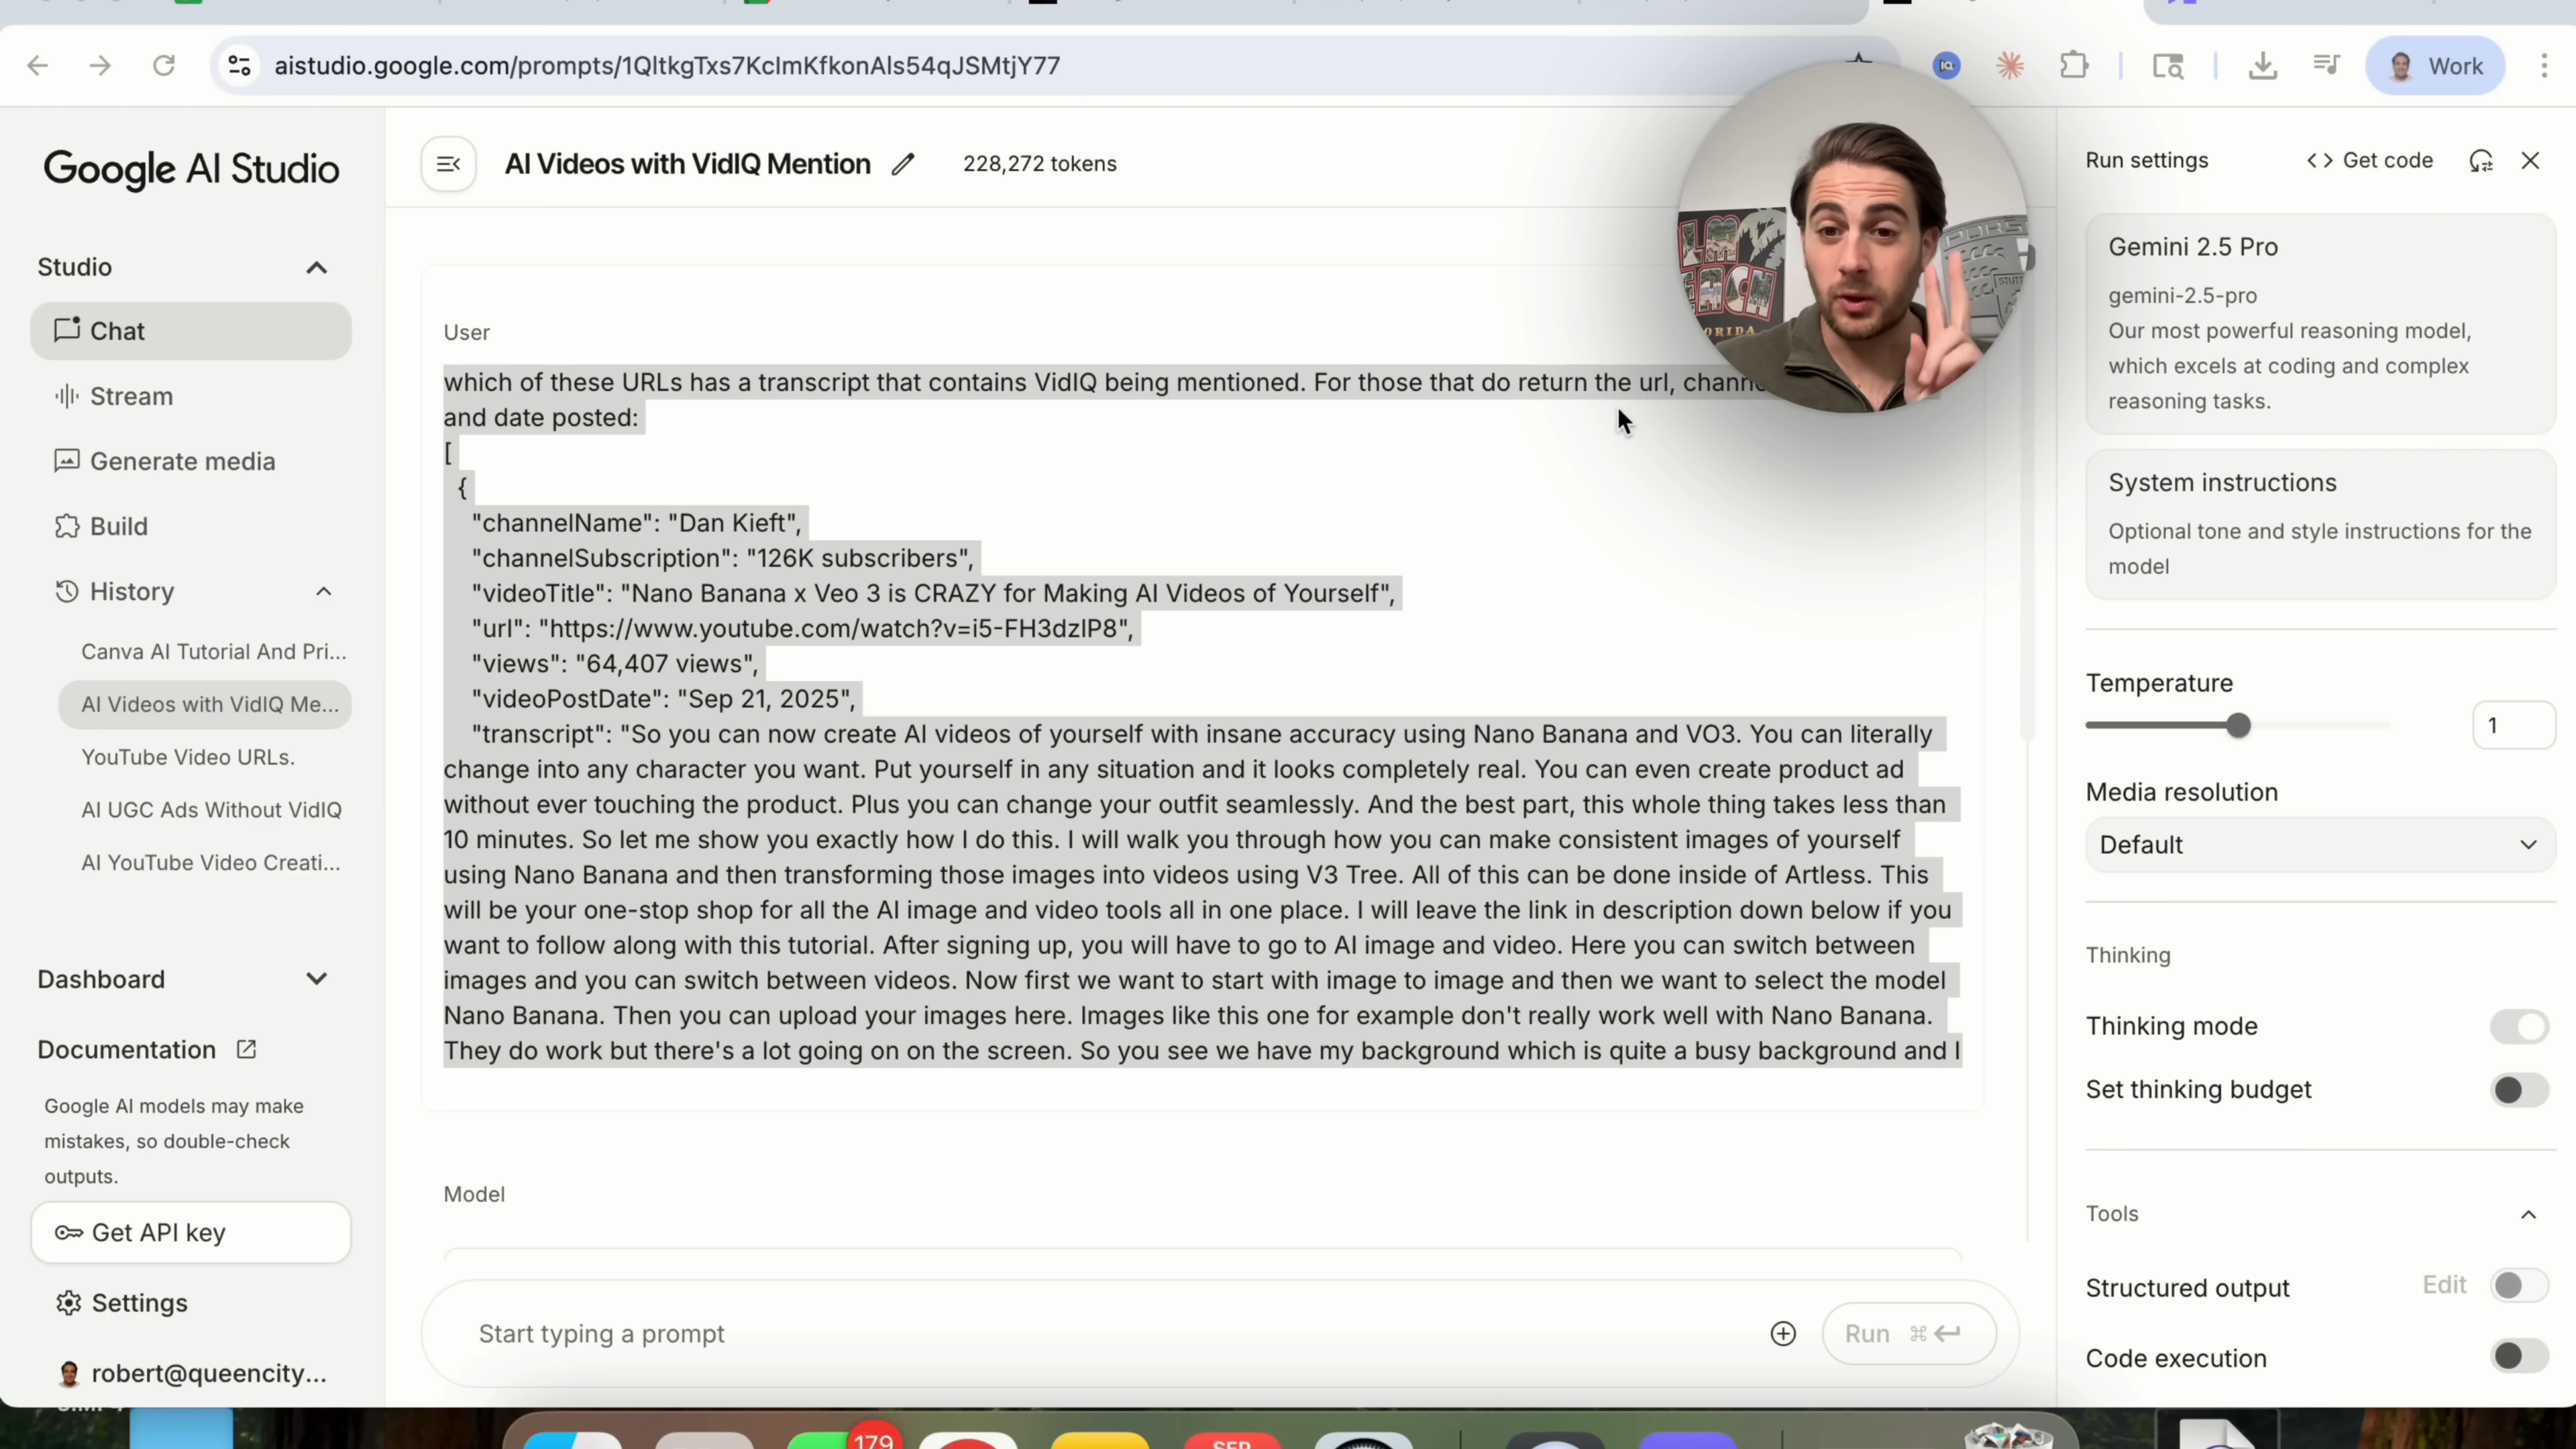 aistudio.google.com/prompts/1QltkgTxs7KcImKfkonAls54qJSMtjY77
Work
Google AI Studio
AI Videos with VidIQ Mention
228,272 tokens
Run settings
Get code
Studio
Chat
Stream
Generate media
Build
History
Canva AI Tutorial And Pri...
AI Videos with VidIQ Me...
YouTube Video URLs.
AI UGC Ads Without VidIQ
AI YouTube Video Creati...
Dashboard
Documentation
Google AI models may make
mistakes, so double-check
outputs.
Get API key
Settings
robert@queencity...
User
which of these URLs has a transcript that contains VidIQ being mentioned. For those that do return the url,
and date posted:
[
{
"channelName": "Dan Kieft",
"channelSubscription": "126K subscribers",
"videoTitle": "Nano Banana x Veo 3 is CRAZY for Making AI Videos of Yourself",
"url": "https://www.youtube.com/watch?v=i5-FH3dzlP8",
"views": "64,407 views",
"videoPostDate": "Sep 21, 2025",
"transcript": "So you can now create AI videos of yourself with insane accuracy using Nano Banana and VO3. You can literally
change into any character you want. Put yourself in any situation and it looks completely real. You can even create product ad
without ever touching the product. Plus you can change your outfit seamlessly. And the best part, this whole thing takes less than
10 minutes. So let me show you exactly how I do this. I will walk you through how you can make consistent images of yourself
using Nano Banana and then transforming those images into videos using V3 Tree. All of this can be done inside of Artless. This
will be your one-stop shop for all the AI image and video tools all in one place. I will leave the link in description down below if you
want to follow along with this tutorial. After signing up, you will have to go to AI image and video. Here you can switch between
images and you can switch between videos. Now first we want to start with image to image and then we want to select the model
Nano Banana. Then you can upload your images here. Images like this one for example don't really work well with Nano Banana.
They do work but there's a lot going on on the screen. So you see we have my background which is quite a busy background and I
Model
Start typing a prompt
Run
Gemini 2.5 Pro
gemini-2.5-pro
Our most powerful reasoning model,
which excels at coding and complex
reasoning tasks.
System instructions
Optional tone and style instructions for the
model
Temperature
1
Media resolution
Default
Thinking
Thinking mode
Set thinking budget
Tools
Structured output
Edit
Code execution
179
SEP